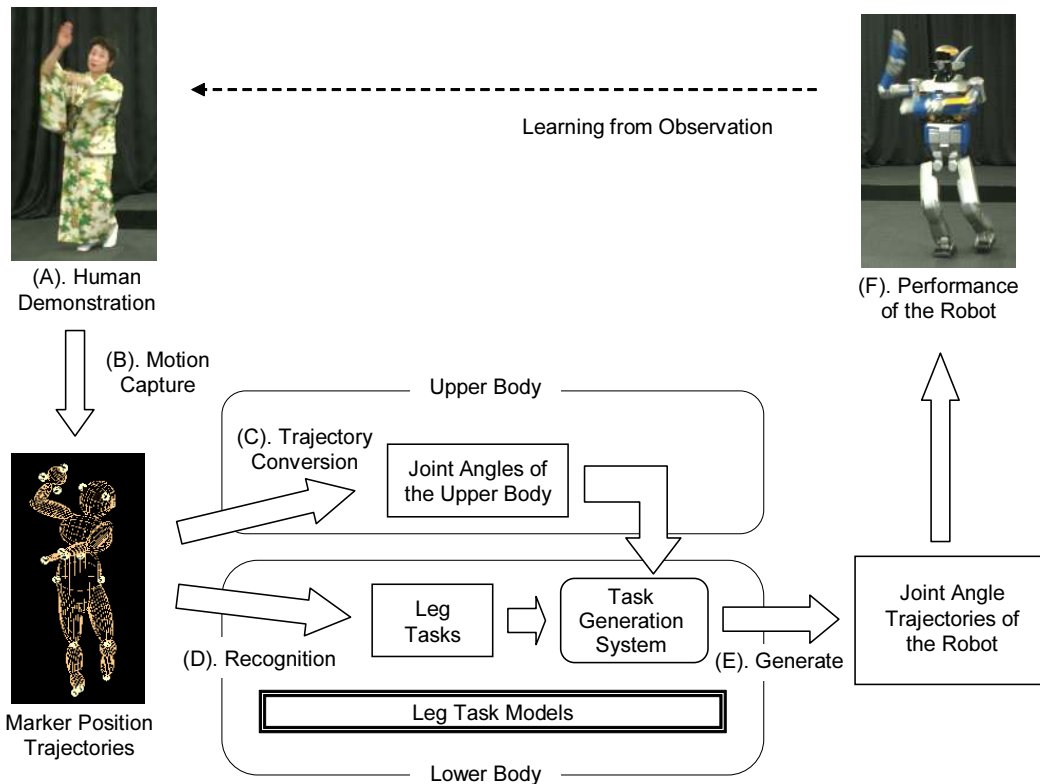 Learning from Observation
(A). Human
Demonstration
(F). Performance
of the Robot
(B). Motion
Capture
Upper Body
(C). Trajectory
Conversion
Joint Angles of
the Upper Body
Leg
Tasks
Task
Generation
System
Joint Angle
Trajectories of
the Robot
(D). Recognition
(E). Generate
Leg Task Models
Marker Position
Trajectories
Lower Body